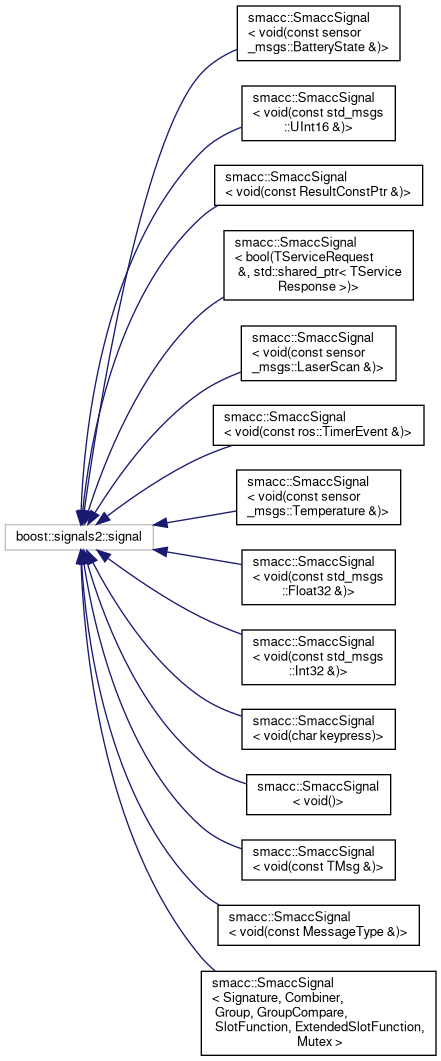 smacc::SmaccSignal
< void(const sensor
_msgs::BatteryState &)>
smacc::SmaccSignal
< void(const std_msgs
::UInt16 &)>
smacc::SmaccSignal
< void(const ResultConstPtr &)>
smacc::SmaccSignal
< bool(TServiceRequest
&, std::shared_ptr< TService
Response >)>
smacc::SmaccSignal
< void(const sensor
_msgs::LaserScan &)>
smacc::SmaccSignal
< void(const ros::TimerEvent &)>
smacc::SmaccSignal
< void(const sensor
_msgs::Temperature &)>
boost::signals2::signal
smacc::SmaccSignal
< void(const std_msgs
::Float32 &)>
smacc::SmaccSignal
< void(const std_msgs
::Int32 &)>
smacc::SmaccSignal
< void(char keypress)>
smacc::SmaccSignal
< void()>
smacc::SmaccSignal
< void(const TMsg &)>
smacc::SmaccSignal
< void(const MessageType &)>
smacc::SmaccSignal
< Signature, Combiner,
Group, GroupCompare,
SlotFunction, ExtendedSlotFunction,
Mutex >